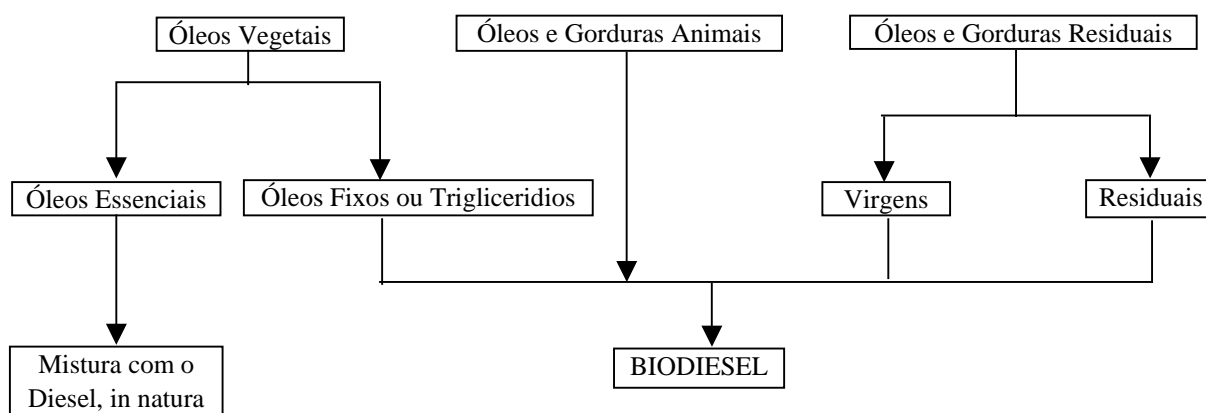 Óleos Vegetais
Óleos e Gorduras Animais
Óleos e Gorduras Residuais
Óleos Essenciais
Óleos Fixos ou Trigliceridios
Virgens
Residuais
Mistura com o
Diesel, in natura
BIODIESEL